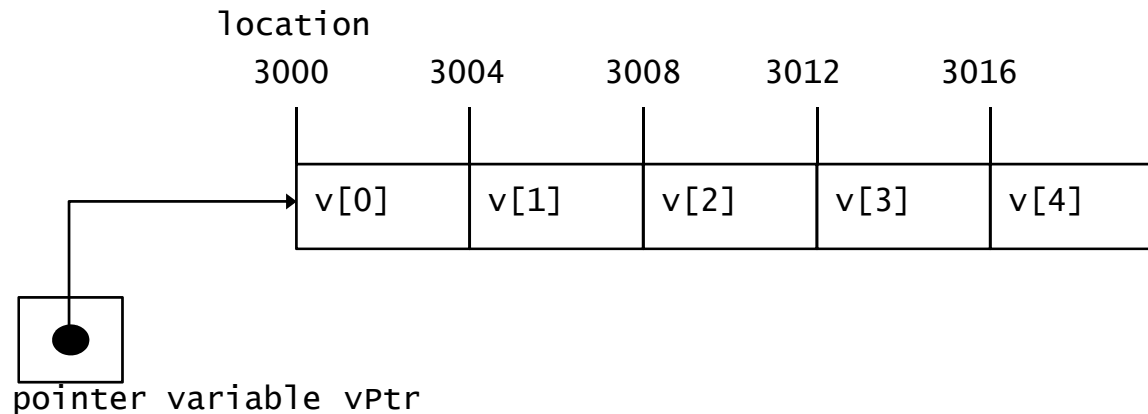 location
3000 3004 3008 3012 3016
v[0] v[1] v[2] v[3] v[4]
pointer variable vPtr